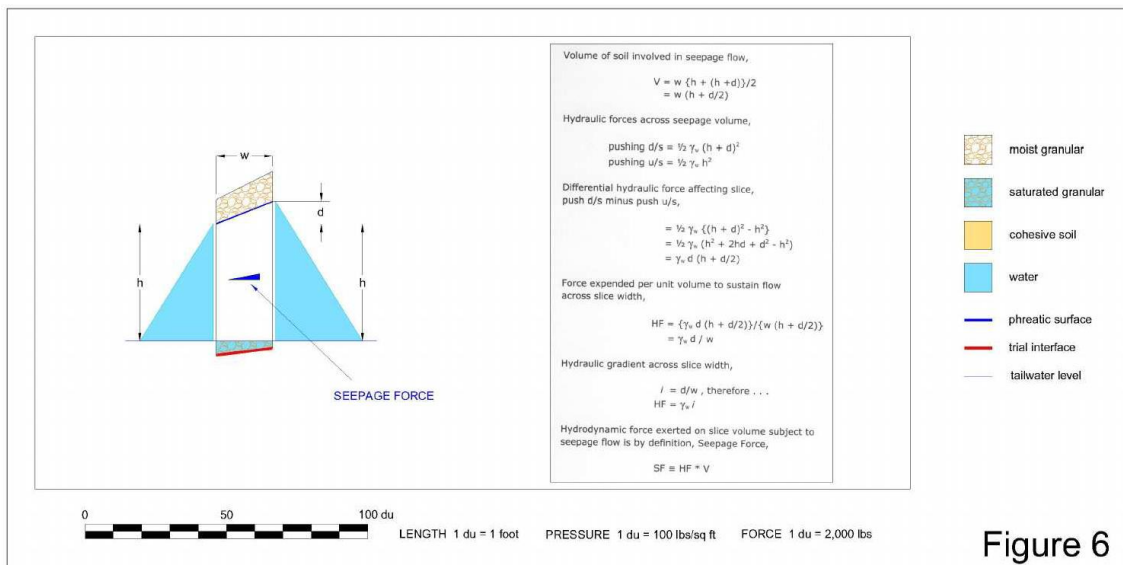 w
d
h
h
SEEPAGE FORCE
Volume of soil involved in seepage flow,
V = w {h + (h +d)}/2
= w (h + d/2)
Hydraulic forces across seepage volume,
pushing d/s = ½ γw (h + d)²
pushing u/s = ½ γw h²
Differential hydraulic force affecting slice,
push d/s minus push u/s,
= ½ γw {(h + d)² - h²}
= ½ γw (h² + 2hd + d² - h²)
= γw d (h + d/2)
Force expended per unit volume to sustain flow
across slice width,
HF = {γw d (h + d/2)}/{w (h + d/2)}
= γw d / w
Hydraulic gradient across slice width,
i = d/w , therefore . . .
HF = γw i
Hydrodynamic force exerted on slice volume subject to
seepage flow is by definition, Seepage Force,
SF ≡ HF * V
moist granular
saturated granular
cohesive soil
water
phreatic surface
trial interface
tailwater level
0 50 100 du
LENGTH 1 du = 1 foot PRESSURE 1 du = 100 lbs/sq ft FORCE 1 du = 2,000 lbs
Figure 6